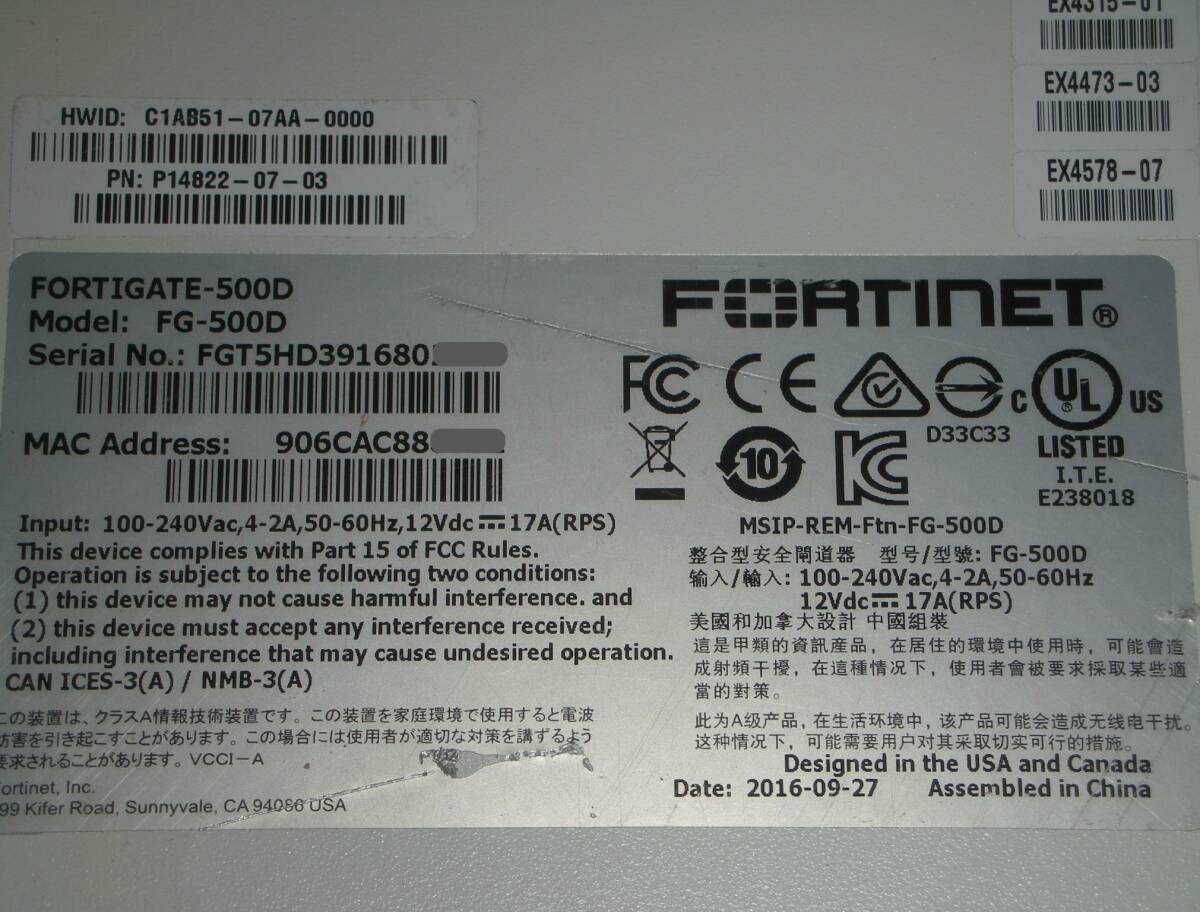 EX4315-01
EX4473-03
EX4578-07
HWID: C1AB51-07AA-0000
PN: P14822-07-03
FORTIGATE-500D
Model: FG-500D
Serial No.: FGT5HD391680
MAC Address: 906CAC88
Input: 100-240Vac,4-2A,50-60Hz,12Vdc⎓17A(RPS)
This device complies with Part 15 of FCC Rules.
Operation is subject to the following two conditions:
(1) this device may not cause harmful interference. and
(2) this device must accept any interference received;
including interference that may cause undesired operation.
CAN ICES-3(A) / NMB-3(A)
この装置は、クラスA情報技術装置です。この装置を家庭環境で使用すると電波
妨害を引き起こすことがあります。この場合には使用者が適切な対策を講ずるよう
要求されることがあります。VCCI-A
ortinet, Inc.
99 Kifer Road, Sunnyvale, CA 94086 USA
FORTINET®
FC CE
D33C33
C UL® US
LISTED
I.T.E.
E238018
10
KC
MSIP-REM-Ftn-FG-500D
整合型安全閘道器 型号/型號: FG-500D
输入/輸入: 100-240Vac,4-2A,50-60Hz
12Vdc⎓17A(RPS)
美國和加拿大設計 中國組裝
這是甲類的資訊產品，在居住的環境中使用時，可能會造
成射頻干擾，在這種情况下，使用者會被要求採取某些適
當的對策。
此为A级产品，在生活环境中，该产品可能会造成无线电干扰。
这种情况下，可能需要用户对其采取切实可行的措施。
Designed in the USA and Canada
Date: 2016-09-27 Assembled in China